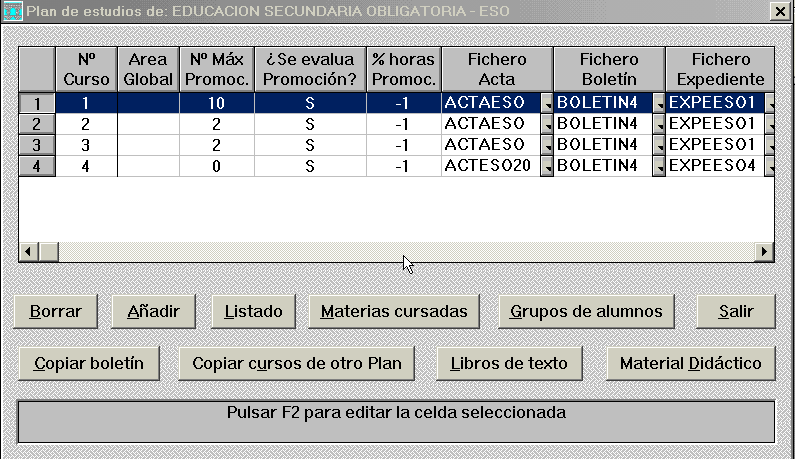 Plan de estudios de: EDUCACION SECUNDARIA OBLIGATORIA - ESO
Nº Curso Area Global Nº Máx Promoc. ¿Se evalua Promoción? % horas Promoc. Fichero Acta Fichero Boletín Fichero Expediente
1 1 10 S -1 ACTAESO BOLETIN4 EXPEESO1
2 2 2 S -1 ACTAESO BOLETIN4 EXPEESO1
3 3 2 S -1 ACTAESO BOLETIN4 EXPEESO1
4 4 0 S -1 ACTESO20 BOLETIN4 EXPEESO4
Borrar Añadir Listado Materias cursadas Grupos de alumnos Salir
Copiar boletín Copiar cursos de otro Plan Libros de texto Material Didáctico
Pulsar F2 para editar la celda seleccionada